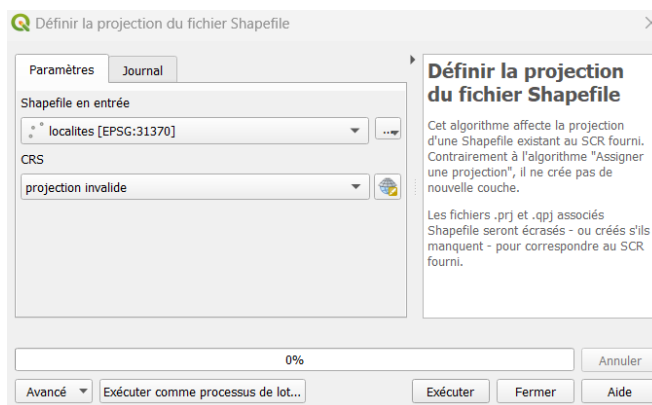 Définir la projection du fichier Shapefile
Paramètres
Journal
Shapefile en entrée
localites [EPSG:31370]
...
CRS
projection invalide
Définir la projection
du fichier Shapefile
Cet algorithme affecte la projection
d'une Shapefile existant au SCR fourni.
Contrairement à l'algorithme "Assigner
une projection", il ne crée pas de
nouvelle couche.
Les fichiers .prj et .qpj associés
Shapefile seront écrasés - ou créés s'ils
manquent - pour correspondre au SCR
fourni.
0%
Annuler
Avancé
Exécuter comme processus de lot...
Exécuter
Fermer
Aide